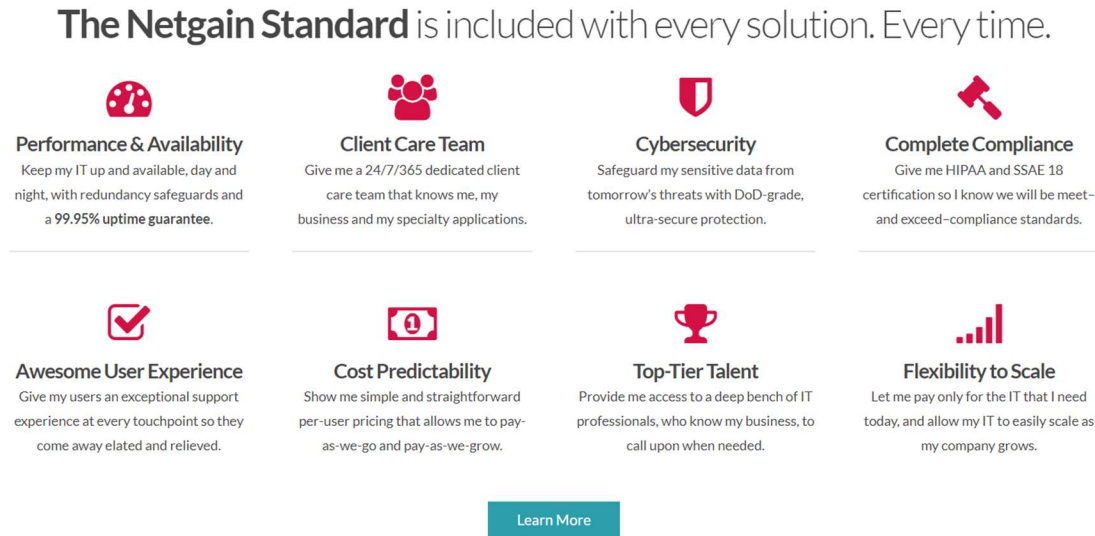 The Netgain Standard is included with every solution. Every time.
Performance & Availability
Keep my IT up and available, day and
night, with redundancy safeguards and
a 99.95% uptime guarantee.
Client Care Team
Give me a 24/7/365 dedicated client
care team that knows me, my
business and my specialty applications.
Cybersecurity
Safeguard my sensitive data from
tomorrow's threats with DoD-grade,
ultra-secure protection.
Complete Compliance
Give me HIPAA and SSAE 18
certification so I know we will be meet–
and exceed–compliance standards.
Awesome User Experience
Give my users an exceptional support
experience at every touchpoint so they
come away elated and relieved.
1
Cost Predictability
Show me simple and straightforward
per-user pricing that allows me to pay-
as-we-go and pay-as-we-grow.
Top-Tier Talent
Provide me access to a deep bench of IT
professionals, who know my business, to
call upon when needed.
Flexibility to Scale
Let me pay only for the IT that I need
today, and allow my IT to easily scale as
my company grows.
Learn More